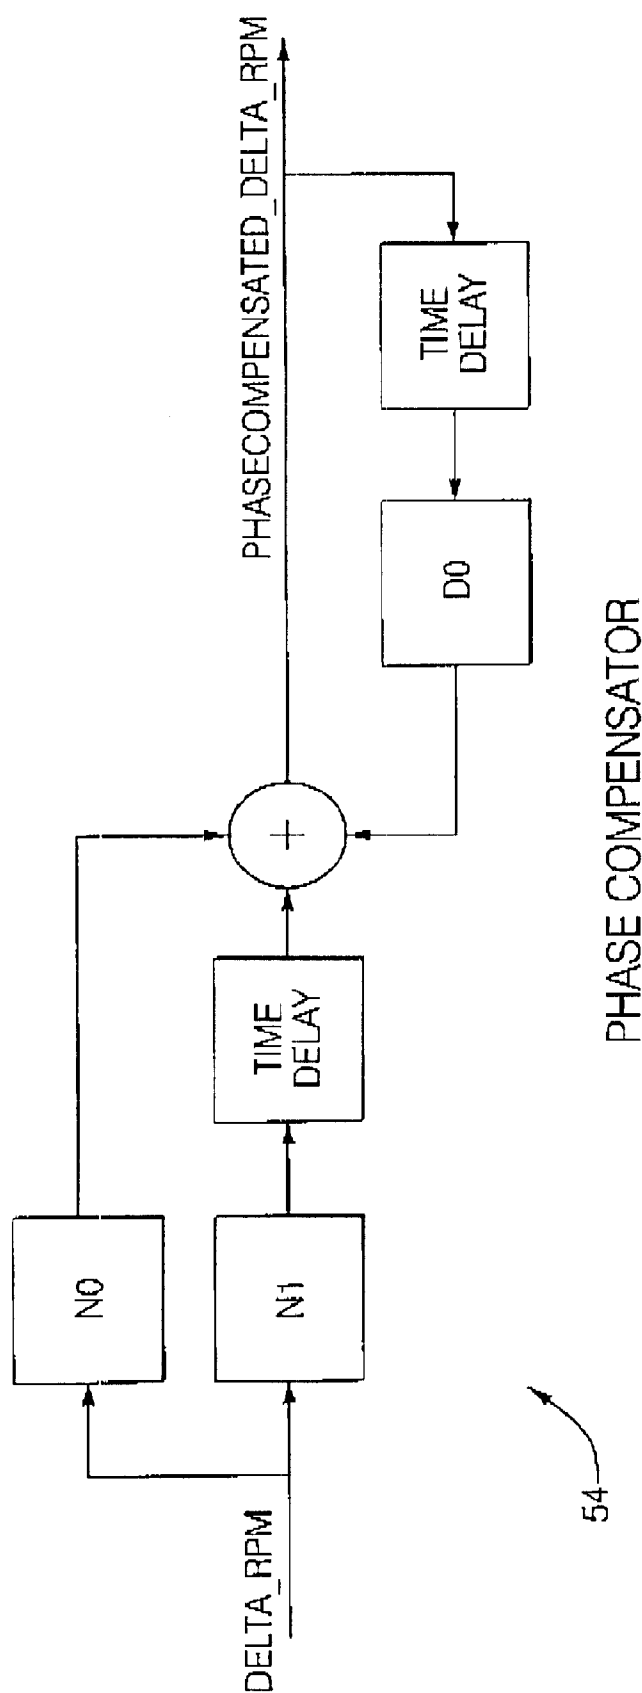 DELTA_RPM
N0
N1
TIME
DELAY
+
PHASECOMPENSATED_DELTA_RPM
D0
TIME
DELAY
54
PHASE COMPENSATOR